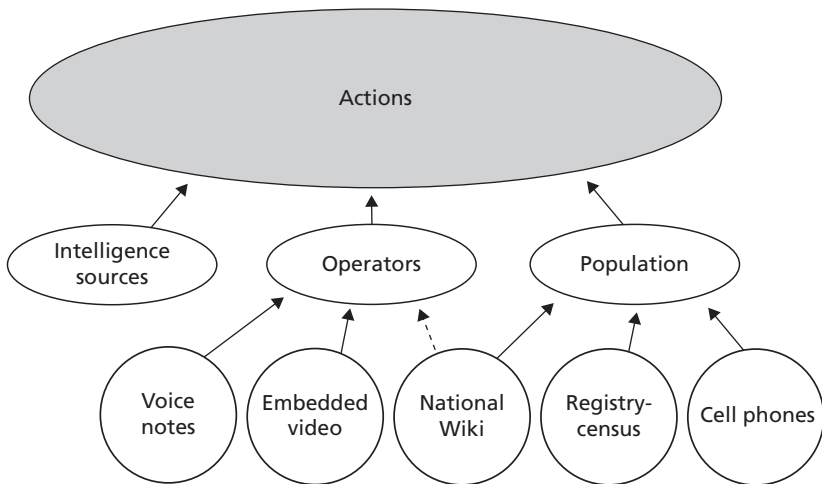 Actions
Intelligence
sources
Operators
Population
Voice
notes
Embedded
video
National
Wiki
Registry-
census
Cell phones